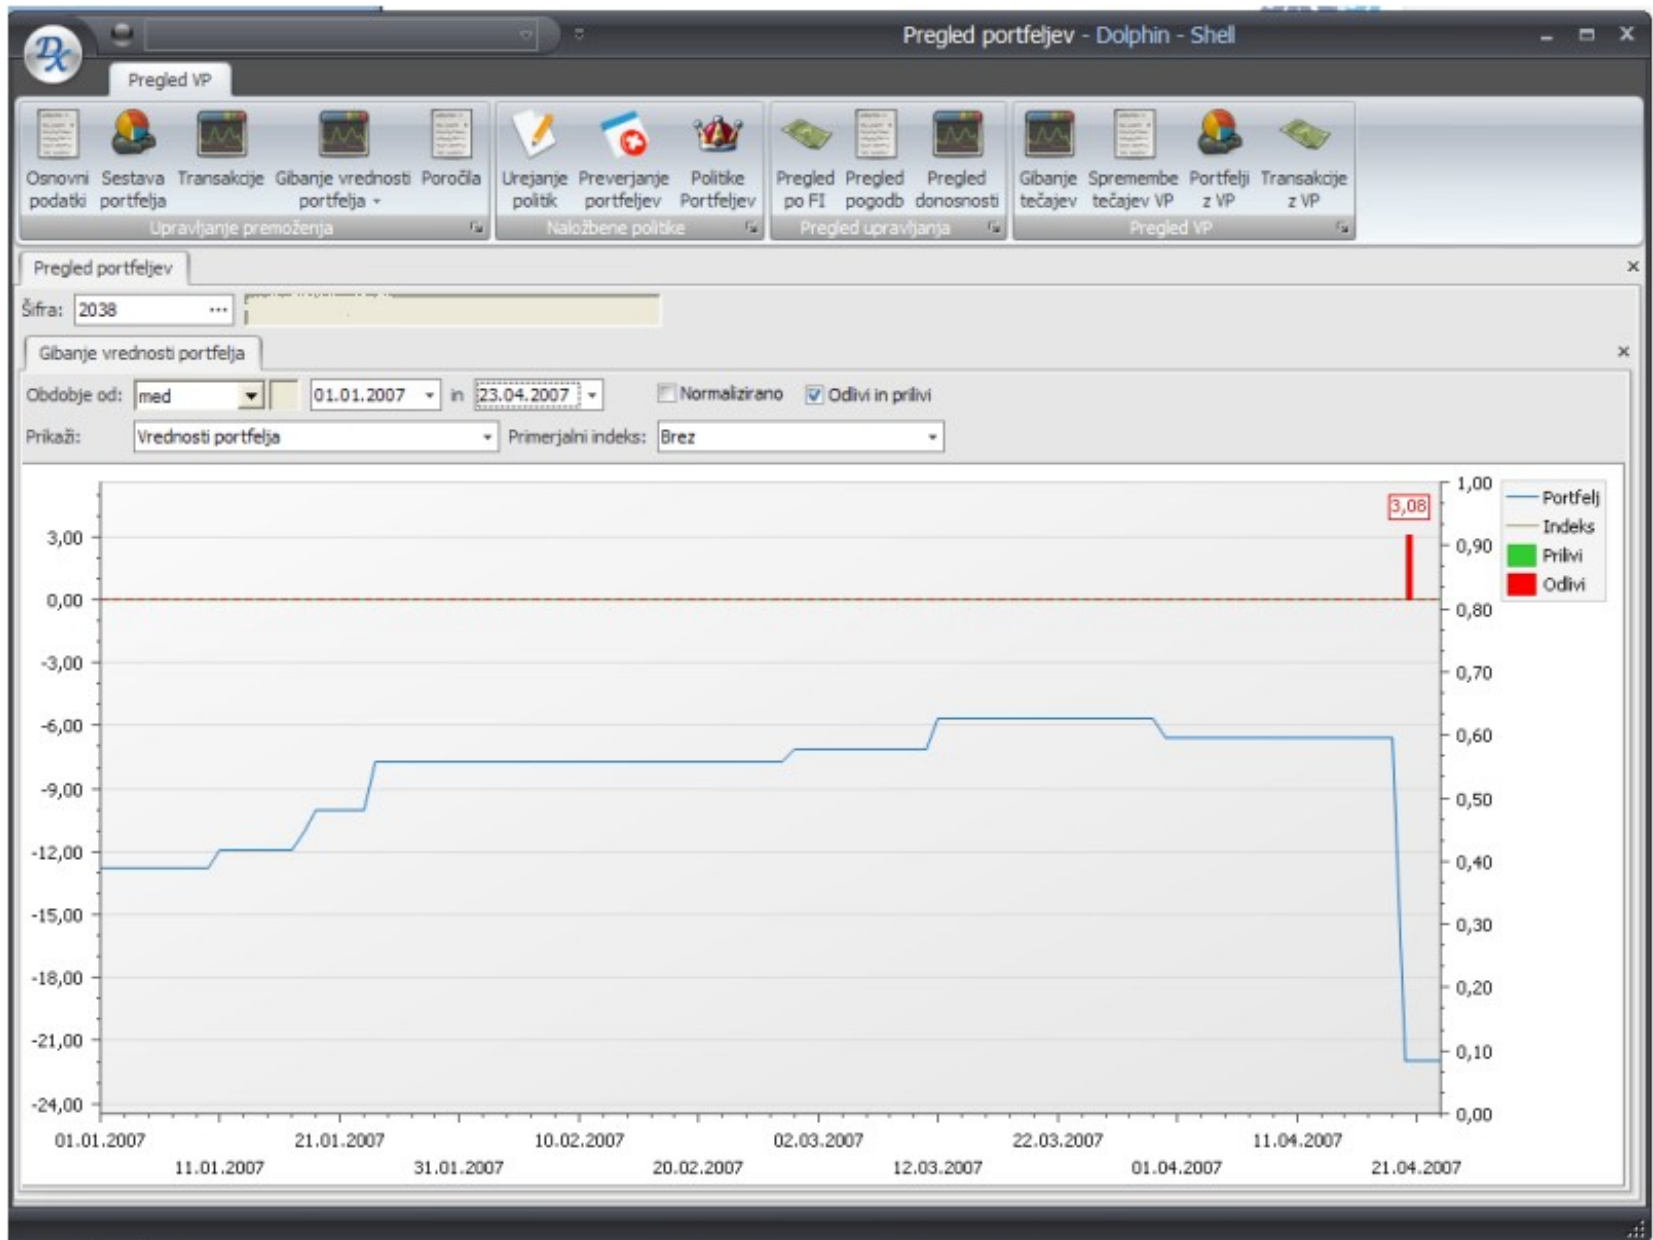 Pregled portfeljev - Dolphin - Shell
Pregled VP
Osnovni podatki
Sestava portfelja
Transakcije
Gibanje vrednosti portfelja
Poročila
Urejanje politik
Preverjanje portfeljev
Politike Portfeljev
Pregled po FI
Pregled pogodb
Pregled donosnosti
Gibanje tečajev
Spremembe tečajev VP
Portfelji z VP
Transakcije z VP
Upravljanje premoženja
Naložbene politike
Pregled upravljanja
Pregled VP
Pregled portfeljev
Šifra: 2038 ...
Gibanje vrednosti portfelja
Obdobje od: med 01.01.2007 in 23.04.2007 Normalizirano Odlivi in prilivi
Prikaži: Vrednosti portfelja Primerjalni indeks: Brez
3,00
0,00
-3,00
-6,00
-9,00
-12,00
-15,00
-18,00
-21,00
-24,00
3,08
1,00
0,90
0,80
0,70
0,60
0,50
0,40
0,30
0,20
0,10
0,00
Portfelj
Indeks
Prilivi
Odlivi
01.01.2007 21.01.2007 10.02.2007 02.03.2007 22.03.2007 11.04.2007
11.01.2007 31.01.2007 20.02.2007 12.03.2007 01.04.2007 21.04.2007